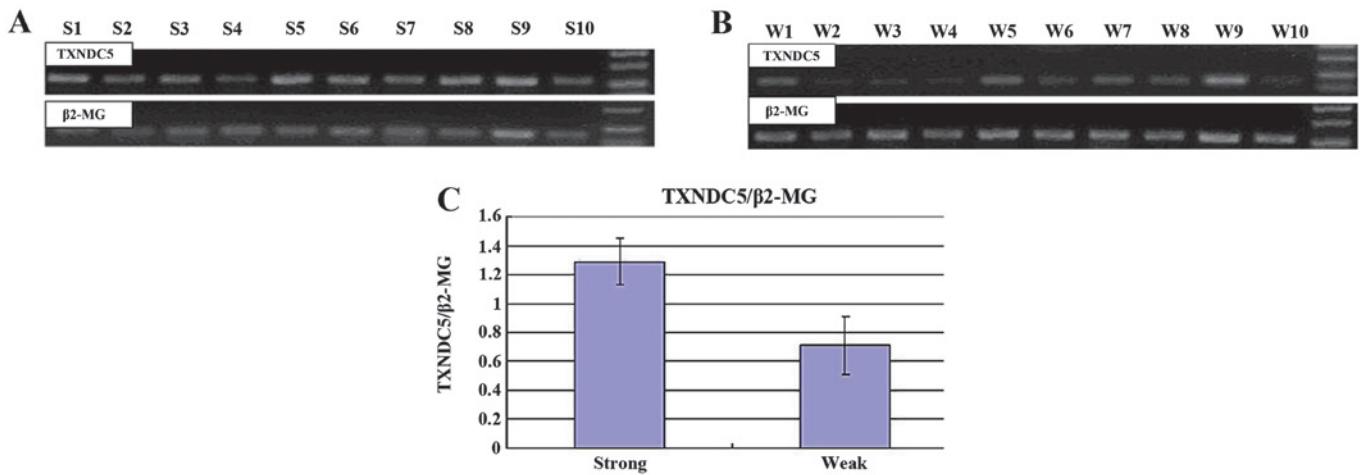 A
S1 S2 S3 S4 S5 S6 S7 S8 S9 S10
TXNDC5
β2-MG
B
W1 W2 W3 W4 W5 W6 W7 W8 W9 W10
TXNDC5
β2-MG
C
TXNDC5/β2-MG
TXNDC5/β2-MG
1.6
1.4
1.2
1
0.8
0.6
0.4
0.2
0
Strong Weak